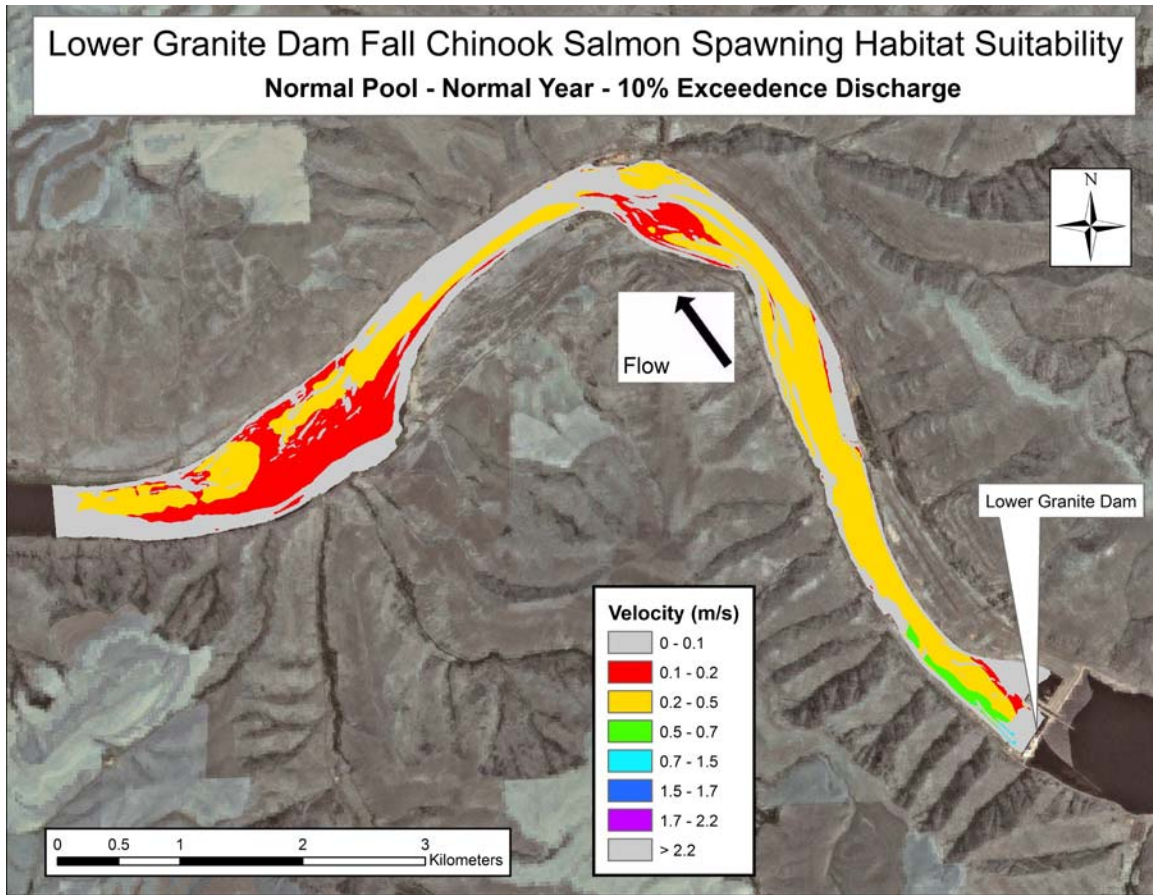 Lower Granite Dam Fall Chinook Salmon Spawning Habitat Suitability
Normal Pool - Normal Year - 10% Exceedence Discharge
N
Flow
Lower Granite Dam
Velocity (m/s)
0 - 0.1
0.1 - 0.2
0.2 - 0.5
0.5 - 0.7
0.7 - 1.5
1.5 - 1.7
1.7 - 2.2
> 2.2
0 0.5 1 2 3
Kilometers